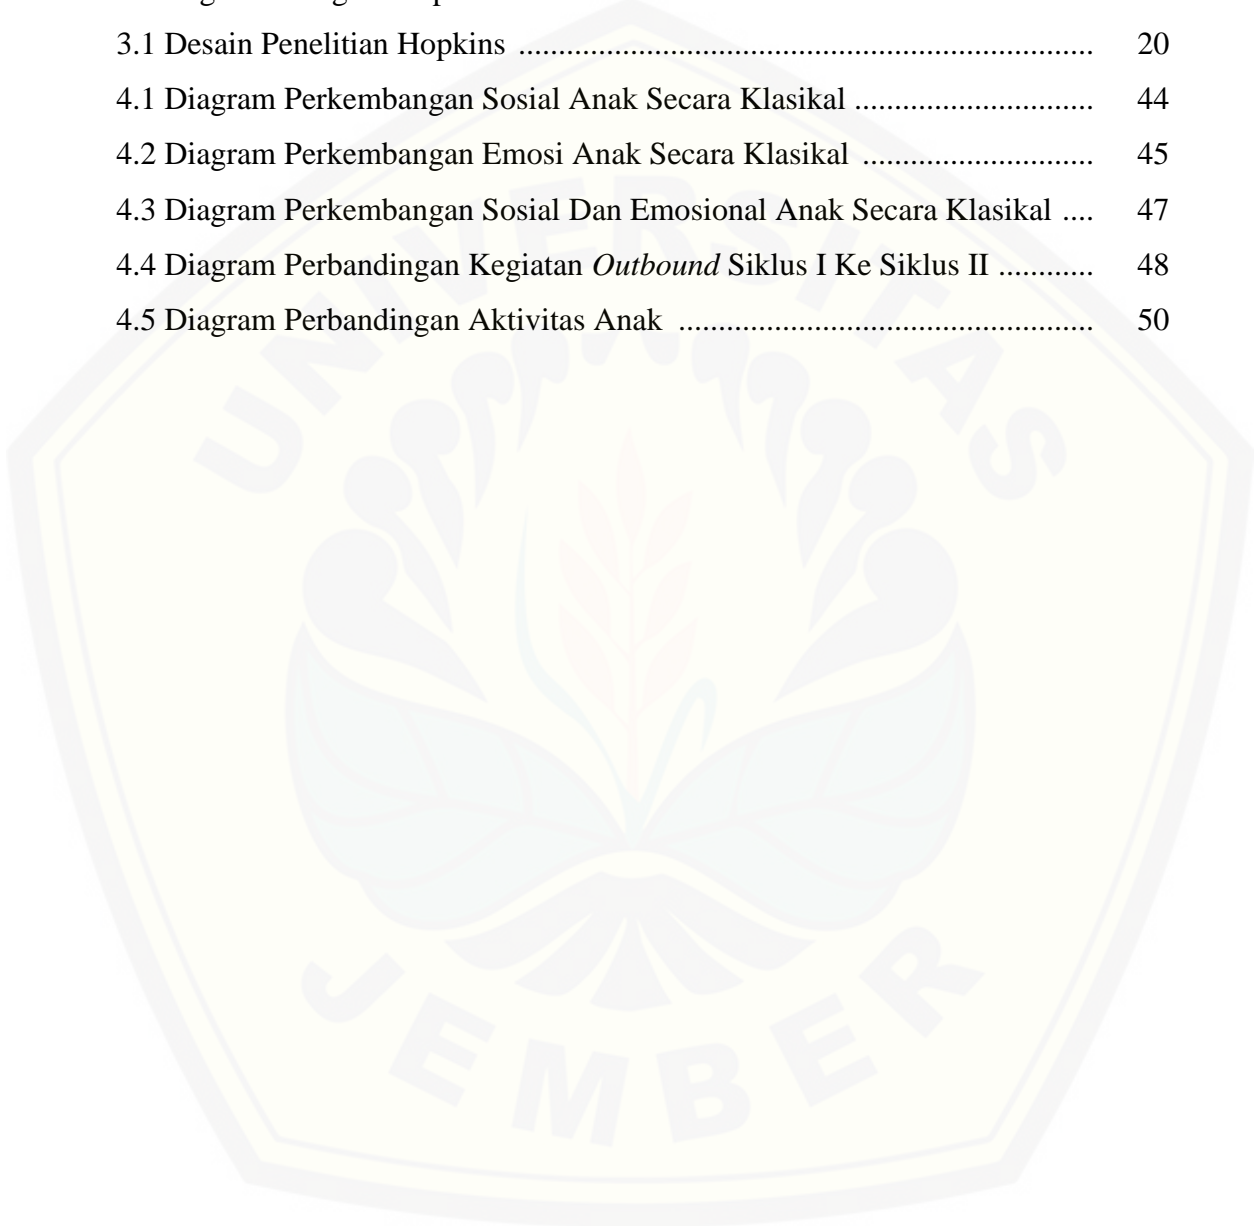 3.1 Desain Penelitian Hopkins ........................................................................ 20
4.1 Diagram Perkembangan Sosial Anak Secara Klasikal .............................. 44
4.2 Diagram Perkembangan Emosi Anak Secara Klasikal ............................. 45
4.3 Diagram Perkembangan Sosial Dan Emosional Anak Secara Klasikal .... 47
4.4 Diagram Perbandingan Kegiatan Outbound Siklus I Ke Siklus II ............ 48
4.5 Diagram Perbandingan Aktivitas Anak .................................................... 50
UNIVERSITAS
JEMBER